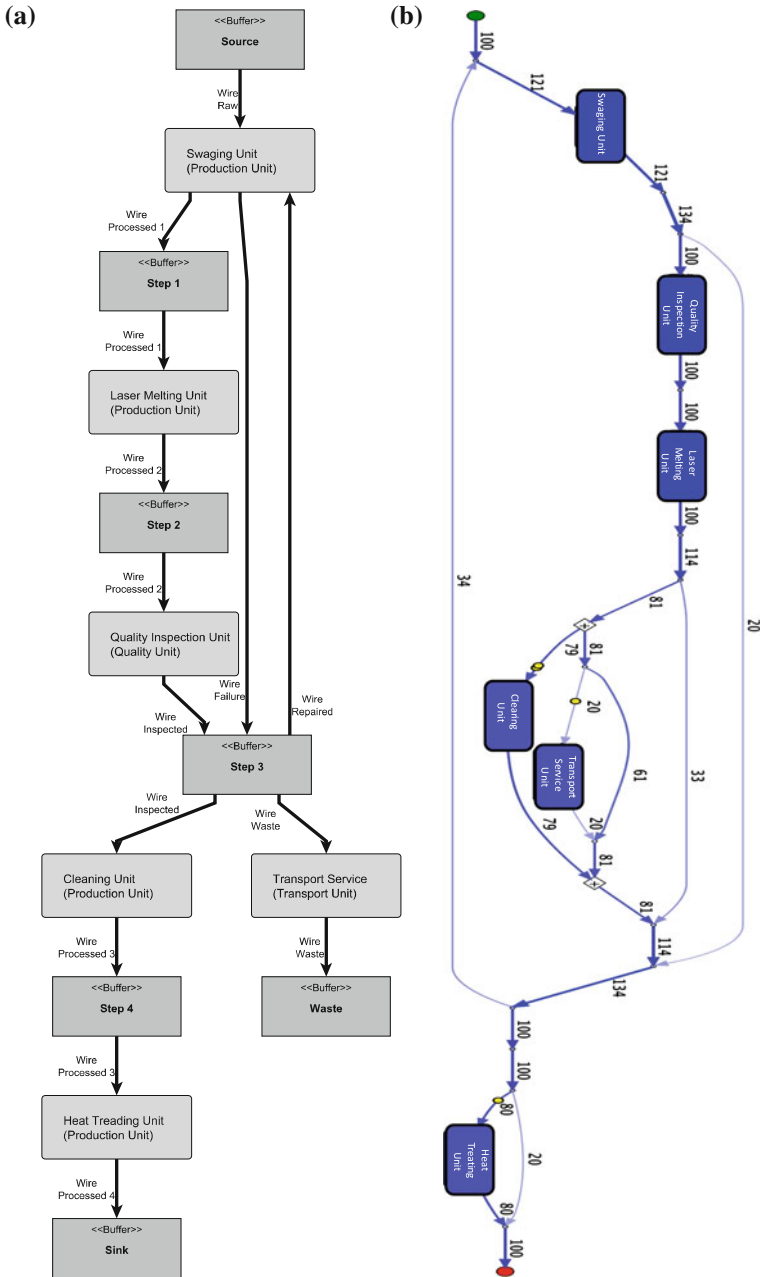 (a)
<<Buffer>>
Source
Wire
Raw
Swaging Unit
(Production Unit)
Wire
Processed 1
<<Buffer>>
Step 1
Wire
Processed 1
Laser Melting Unit
(Production Unit)
Wire
Processed 2
<<Buffer>>
Step 2
Wire
Processed 2
Quality Inspection Unit
(Quality Unit)
Wire
Failure
Wire
Repaired
Wire
Inspected
<<Buffer>>
Step 3
Wire
Inspected
Wire
Waste
Cleaning Unit
(Production Unit)
Transport Service
(Transport Unit)
Wire
Processed 3
Wire
Waste
<<Buffer>>
Step 4
<<Buffer>>
Waste
Wire
Processed 3
Heat Treading Unit
(Production Unit)
Wire
Processed 4
<<Buffer>>
Sink
(b)
100
121
Swaging Unit
121
134
100
Quality
Inspection
Unit
100
100
Laser
Melting
Unit
100
114
34
20
81
33
81
79
20
61
Clearing
Unit
Transport
Service
Unit
79
20
81
81
114
134
100
100
80
20
Heat
Treating
Unit
80
100